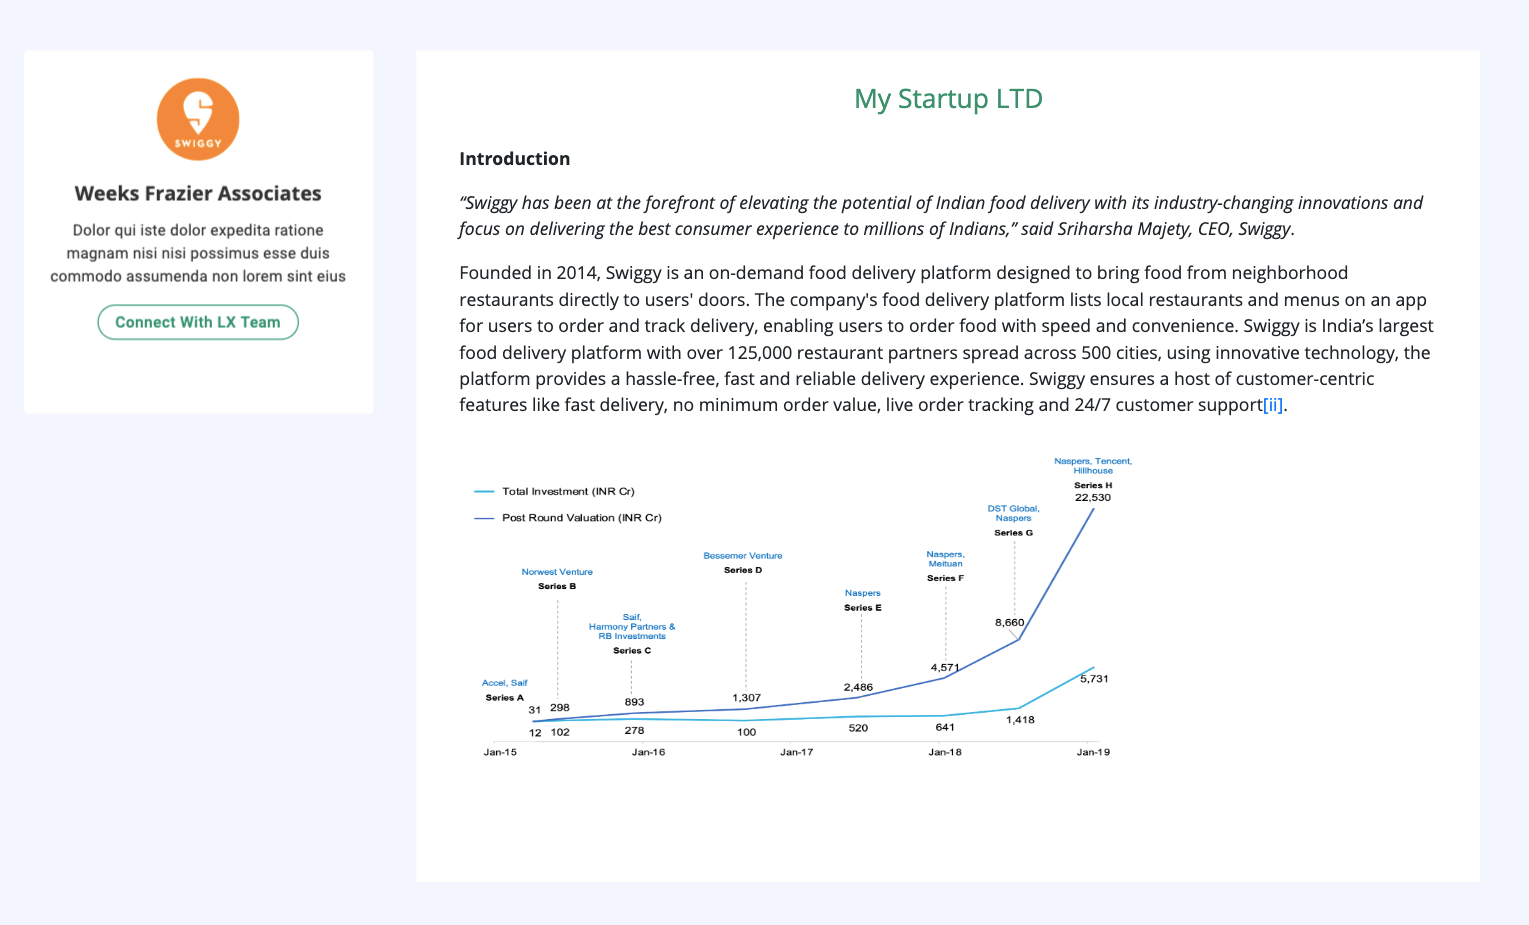 SWIGGY
Weeks Frazier Associates
Dolor qui iste dolor expedita ratione
magnam nisi nisi possimus esse duis
commodo assumenda non lorem sint eius
Connect With LX Team
My Startup LTD
Introduction
“Swiggy has been at the forefront of elevating the potential of Indian food delivery with its industry-changing innovations and
focus on delivering the best consumer experience to millions of Indians,” said Sriharsha Majety, CEO, Swiggy.
Founded in 2014, Swiggy is an on-demand food delivery platform designed to bring food from neighborhood
restaurants directly to users' doors. The company's food delivery platform lists local restaurants and menus on an app
for users to order and track delivery, enabling users to order food with speed and convenience. Swiggy is India’s largest
food delivery platform with over 125,000 restaurant partners spread across 500 cities, using innovative technology, the
platform provides a hassle-free, fast and reliable delivery experience. Swiggy ensures a host of customer-centric
features like fast delivery, no minimum order value, live order tracking and 24/7 customer support[ii].
Total Investment (INR Cr)
Post Round Valuation (INR Cr)
Accel, Saif
Series A
31
12
Norwest Venture
Series B
298
102
Saif,
Harmony Partners &
RB Investments
Series C
893
278
Bessemer Venture
Series D
1,307
100
Naspers
Series E
2,486
520
Naspers,
Meituan
Series F
4,571
641
DST Global,
Naspers
Series G
8,660
1,418
Naspers, Tencent,
Hillhouse
Series H
22,530
5,731
Jan-15
Jan-16
Jan-17
Jan-18
Jan-19